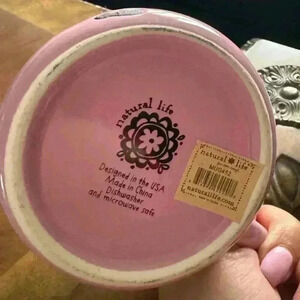 natural life
Designed in the USA
Made in China
Dishwasher
and microwave safe
natural life
naturallife.com